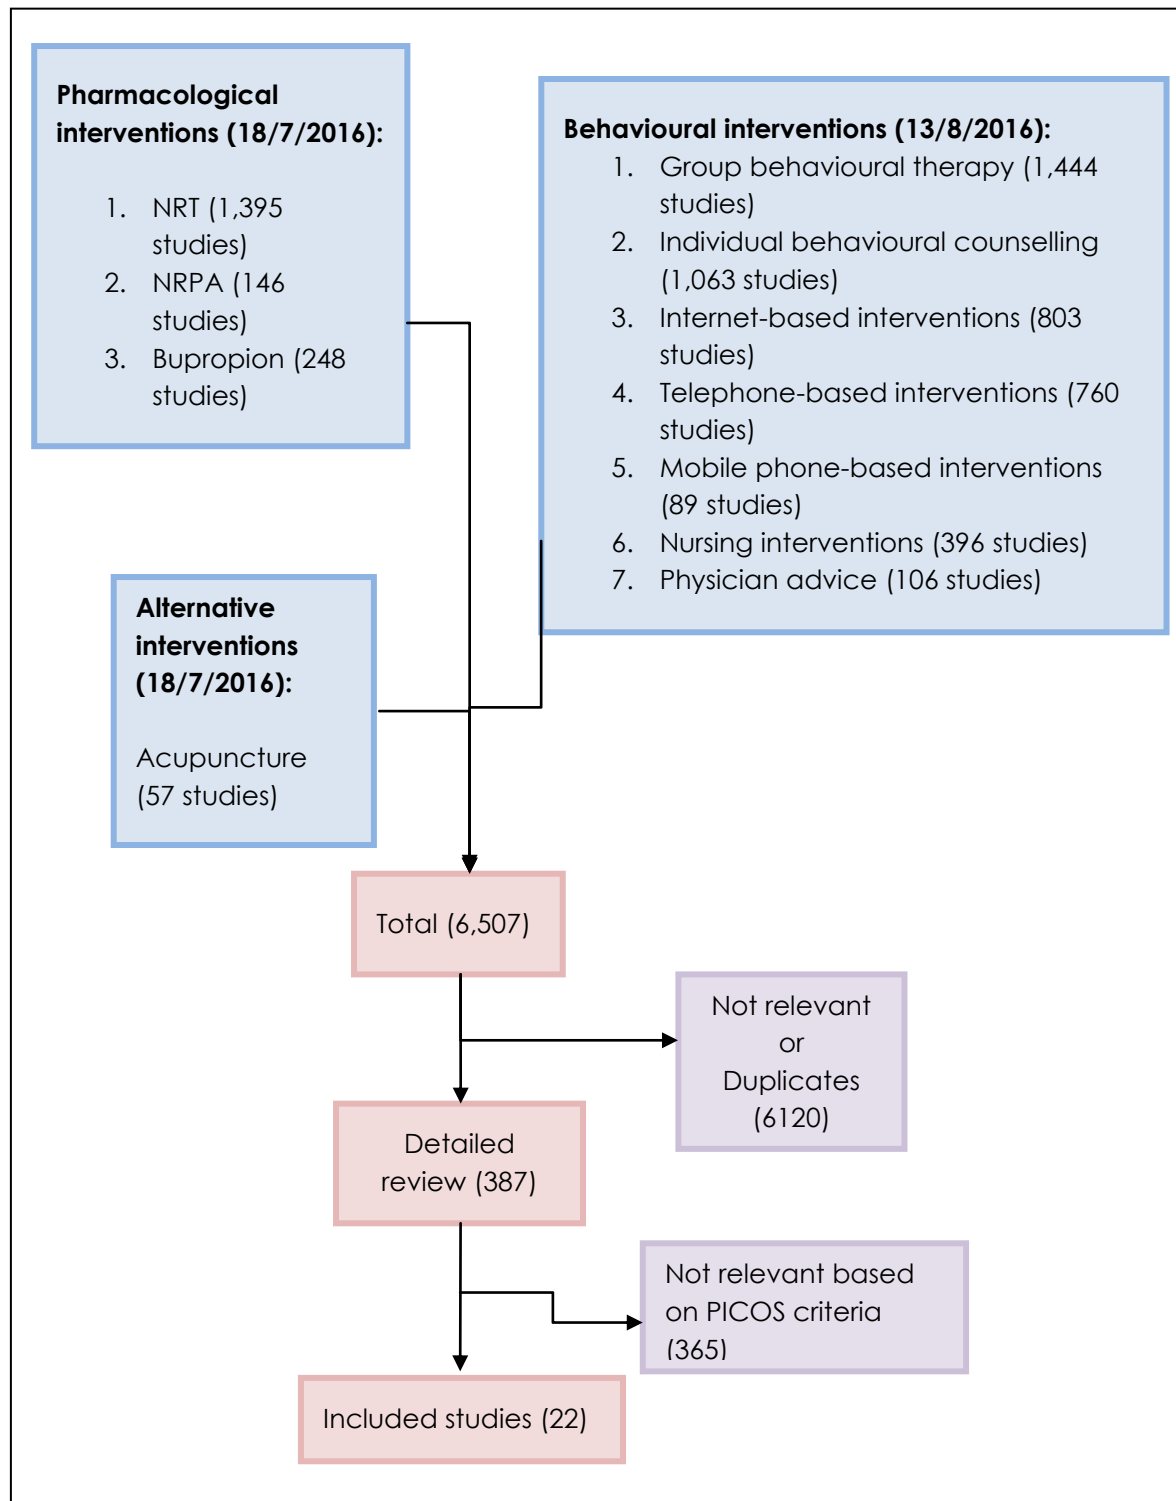 Pharmacological
interventions (18/7/2016):
1. NRT (1,395
studies)
2. NRPA (146
studies)
3. Bupropion (248
studies)
Behavioural interventions (13/8/2016):
1. Group behavioural therapy (1,444
studies)
2. Individual behavioural counselling
(1,063 studies)
3. Internet-based interventions (803
studies)
4. Telephone-based interventions (760
studies)
5. Mobile phone-based interventions
(89 studies)
6. Nursing interventions (396 studies)
7. Physician advice (106 studies)
Alternative
interventions
(18/7/2016):
Acupuncture
(57 studies)
Total (6,507)
Not relevant
or
Duplicates
(6120)
Detailed
review (387)
Not relevant based
on PICOS criteria
(365)
Included studies (22)